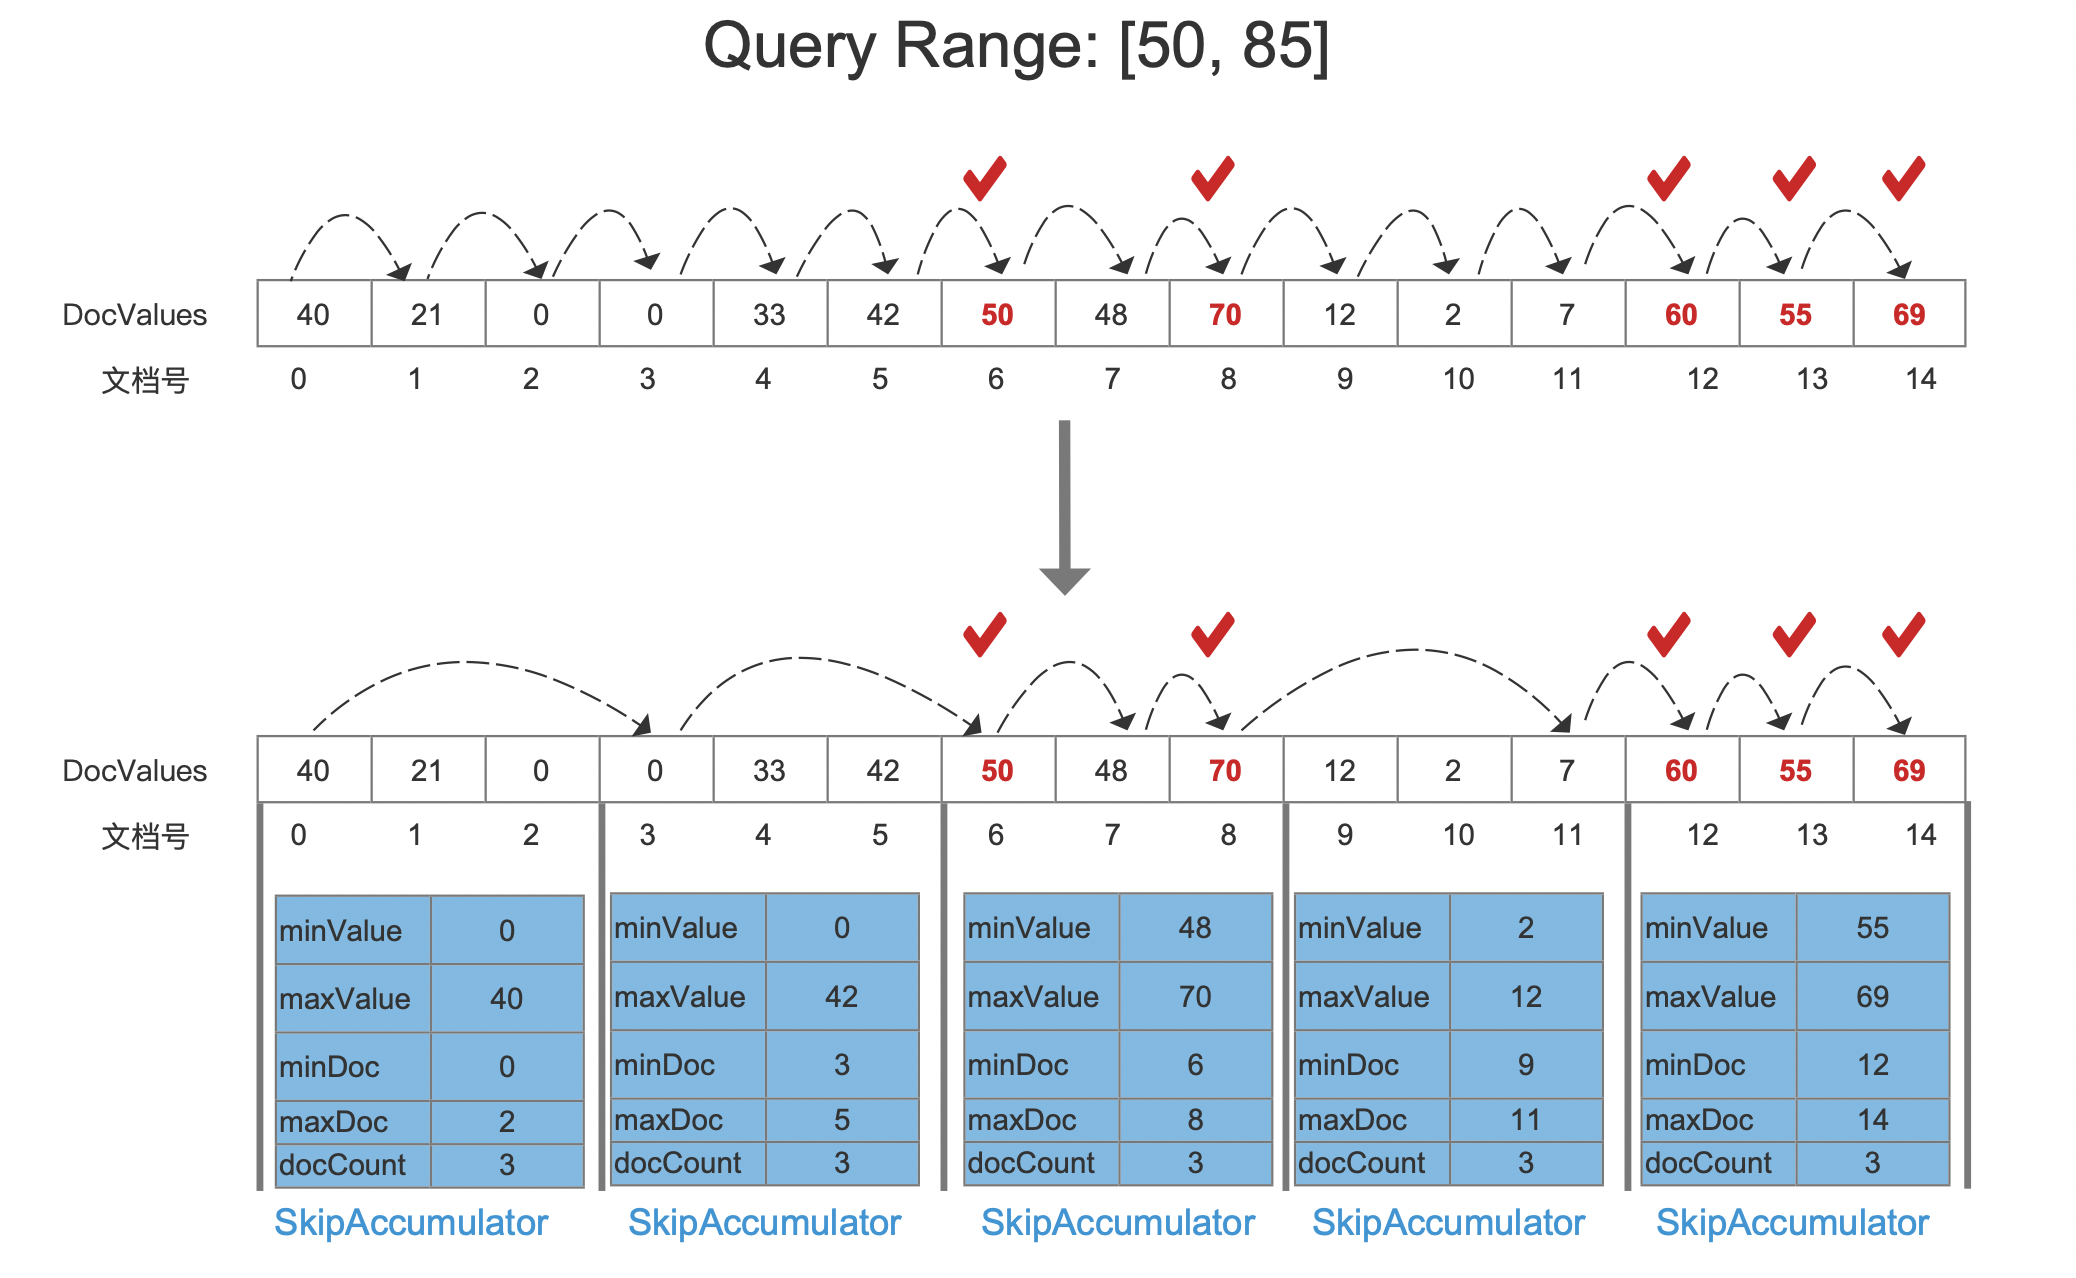 Query Range: [50, 85]
DocValues 40 21 0 0 33 42 50 48 70 12 2 7 60 55 69
文档号 0 1 2 3 4 5 6 7 8 9 10 11 12 13 14
DocValues 40 21 0 0 33 42 50 48 70 12 2 7 60 55 69
文档号 0 1 2 3 4 5 6 7 8 9 10 11 12 13 14
minValue 0 minValue 0 minValue 48 minValue 2 minValue 55
maxValue 40 maxValue 42 maxValue 70 maxValue 12 maxValue 69
minDoc 0 minDoc 3 minDoc 6 minDoc 9 minDoc 12
maxDoc 2 maxDoc 5 maxDoc 8 maxDoc 11 maxDoc 14
docCount 3 docCount 3 docCount 3 docCount 3 docCount 3
SkipAccumulator SkipAccumulator SkipAccumulator SkipAccumulator SkipAccumulator